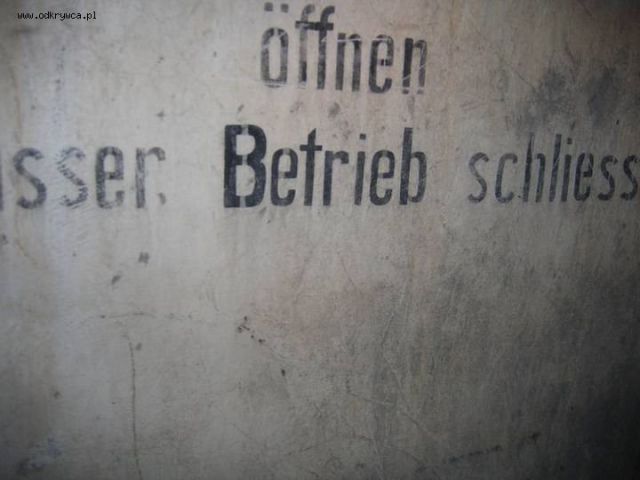 www.odkrywca.pl
öffnen
sser. Betrieb schliess